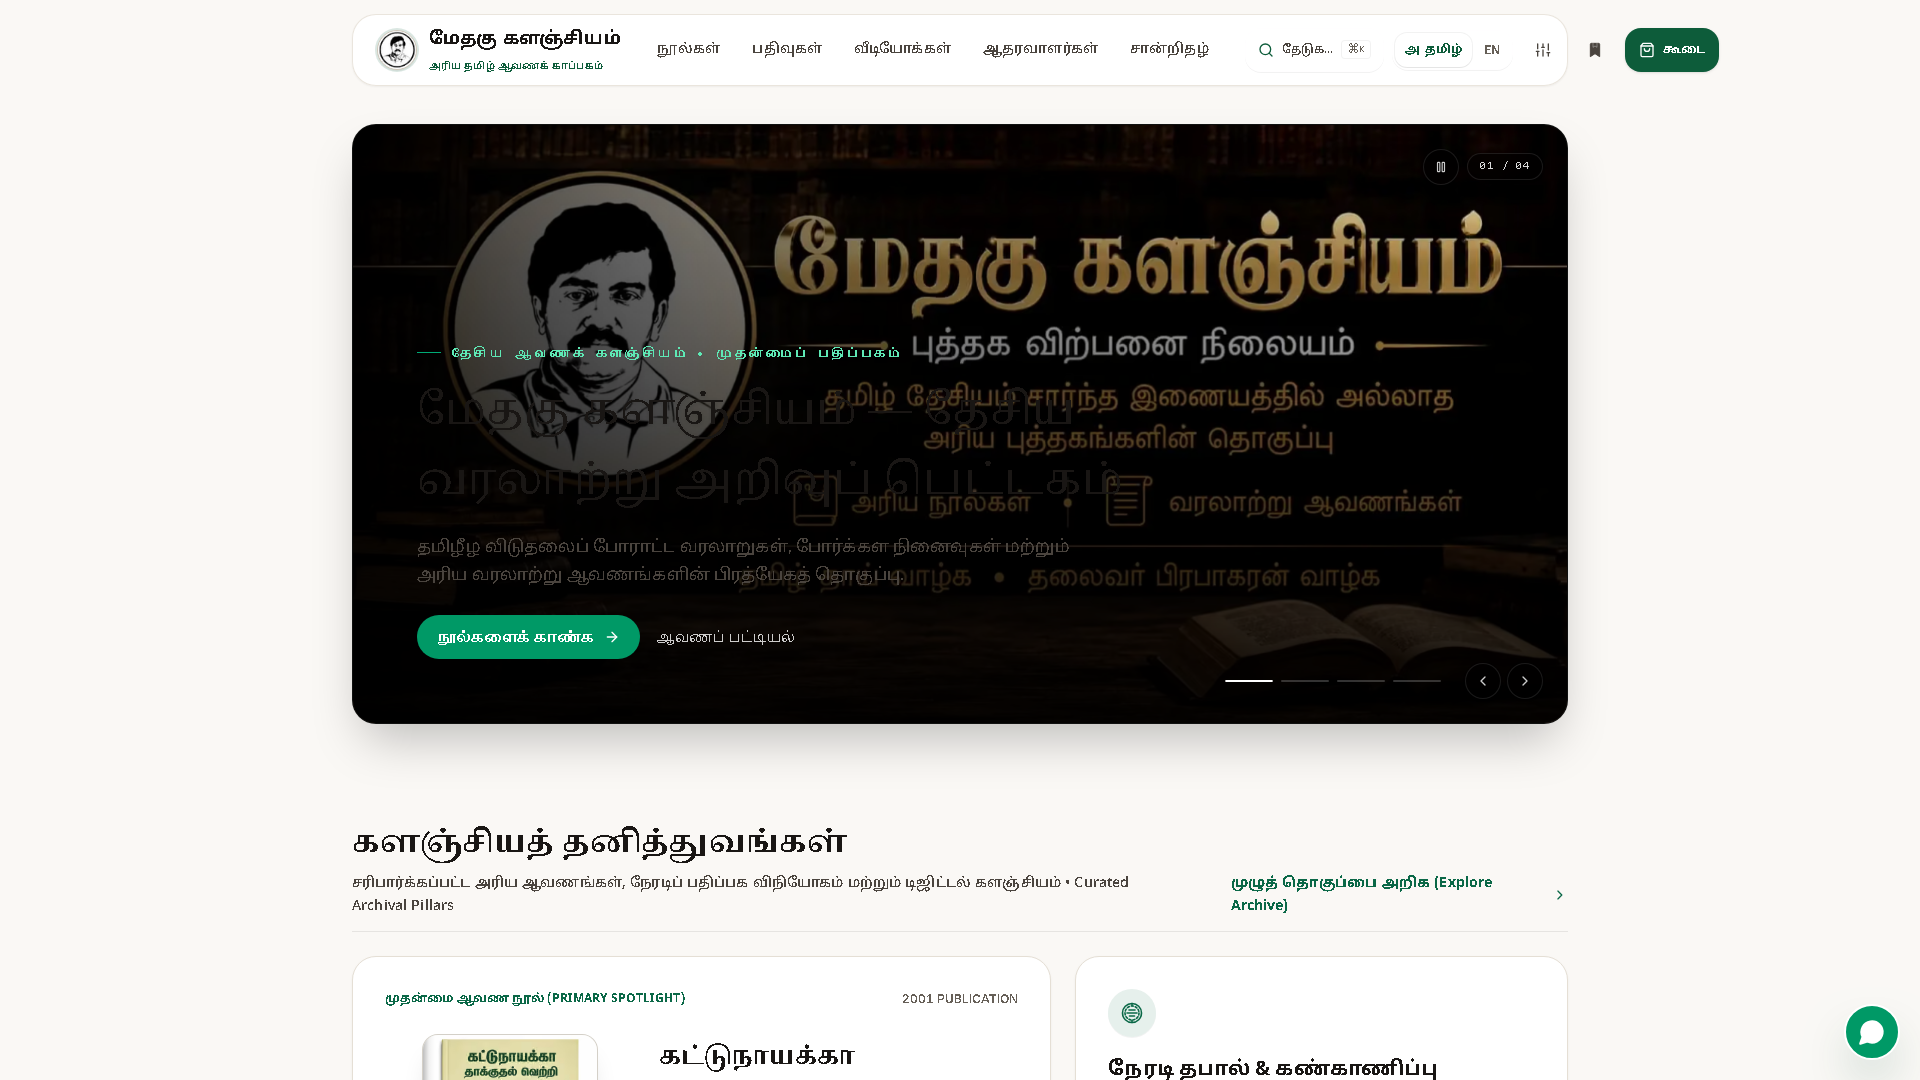 மேதகு களஞ்சியம்
அரிய தமிழ் ஆவணக் காப்பகம்
நூல்கள்
பதிவுகள்
வீடியோக்கள்
ஆதரவாளர்கள்
சான்றிதழ்
தேடுக...
⌘K
அ தமிழ்
EN
கூடை
01 / 04
மேதகு களஞ்சியம்
புத்தக விற்பனை நிலையம்
தமிழ் தேசியம் சார்ந்த இணையத்தில் அல்லாத
அரிய புத்தகங்களின் தொகுப்பு
அரிய நூல்கள் • வரலாற்று ஆவணங்கள்
தமிழ் வாழ்க • தலைவர் பிரபாகரன் வாழ்க
தேசிய ஆவணக் களஞ்சியம் • முதன்மைப் பதிப்பகம்
மேதகு களஞ்சியம் — தேசிய
வரலாற்று அறிவுப் பெட்டகம்
தமிழீழ விடுதலைப் போராட்ட வரலாறுகள், போர்க்கள நினைவுகள் மற்றும்
அரிய வரலாற்று ஆவணங்களின் பிரத்யேகத் தொகுப்பு.
நூல்களைக் காண்க
ஆவணப் பட்டியல்
களஞ்சியத் தனித்துவங்கள்
சரிபார்க்கப்பட்ட அரிய ஆவணங்கள், நேரடிப் பதிப்பக விநியோகம் மற்றும் டிஜிட்டல் களஞ்சியம் • Curated
Archival Pillars
முழுத் தொகுப்பை அறிக (Explore
Archive)
முதன்மை ஆவண நூல் (PRIMARY SPOTLIGHT)
2001 PUBLICATION
கட்டுநாயக்கா
தாக்குதல் வெற்றி
கட்டுநாயக்கா
நேரடி தபால் & கண்காணிப்பு